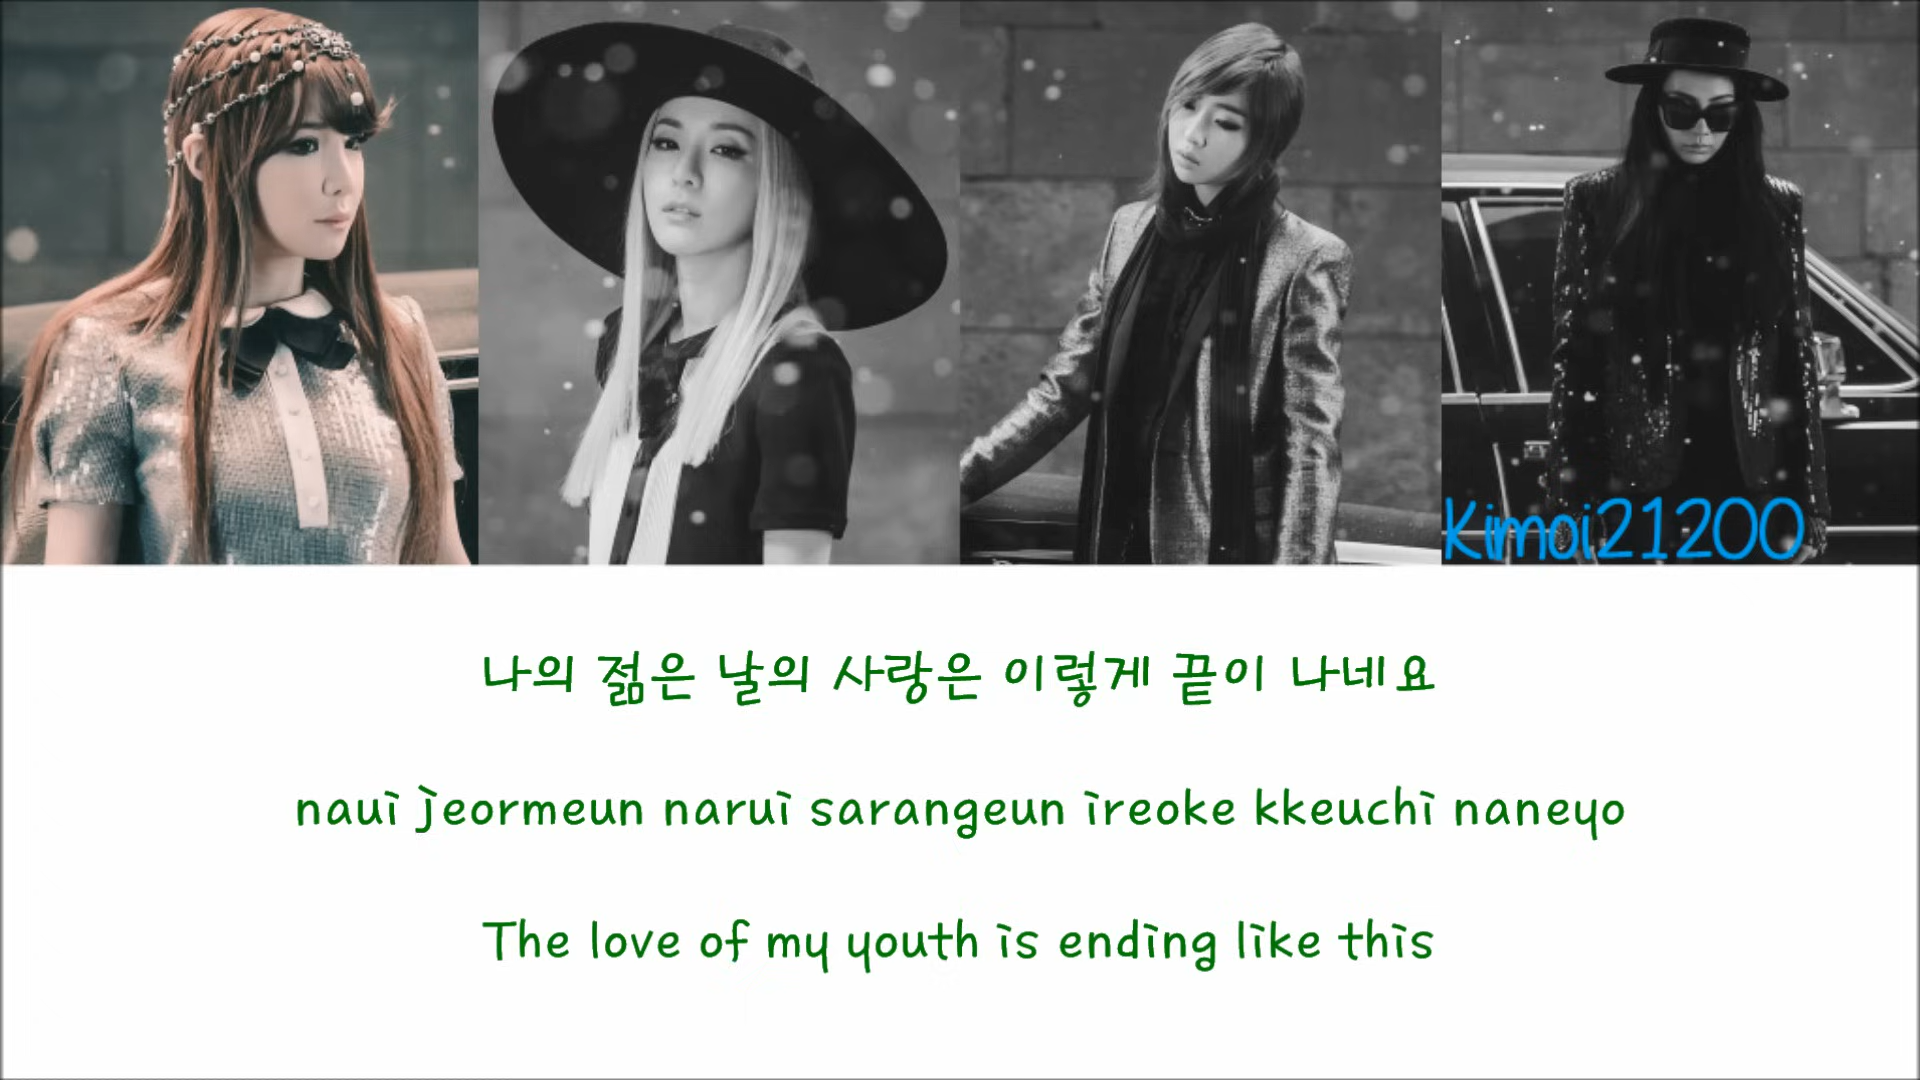 Kimoi21200
나의 젊은 날의 사랑은 이렇게 끝이 나네요
naui jeormeun narui sarangeun ireoke kkeuchi naneyo
The love of my youth is ending like this